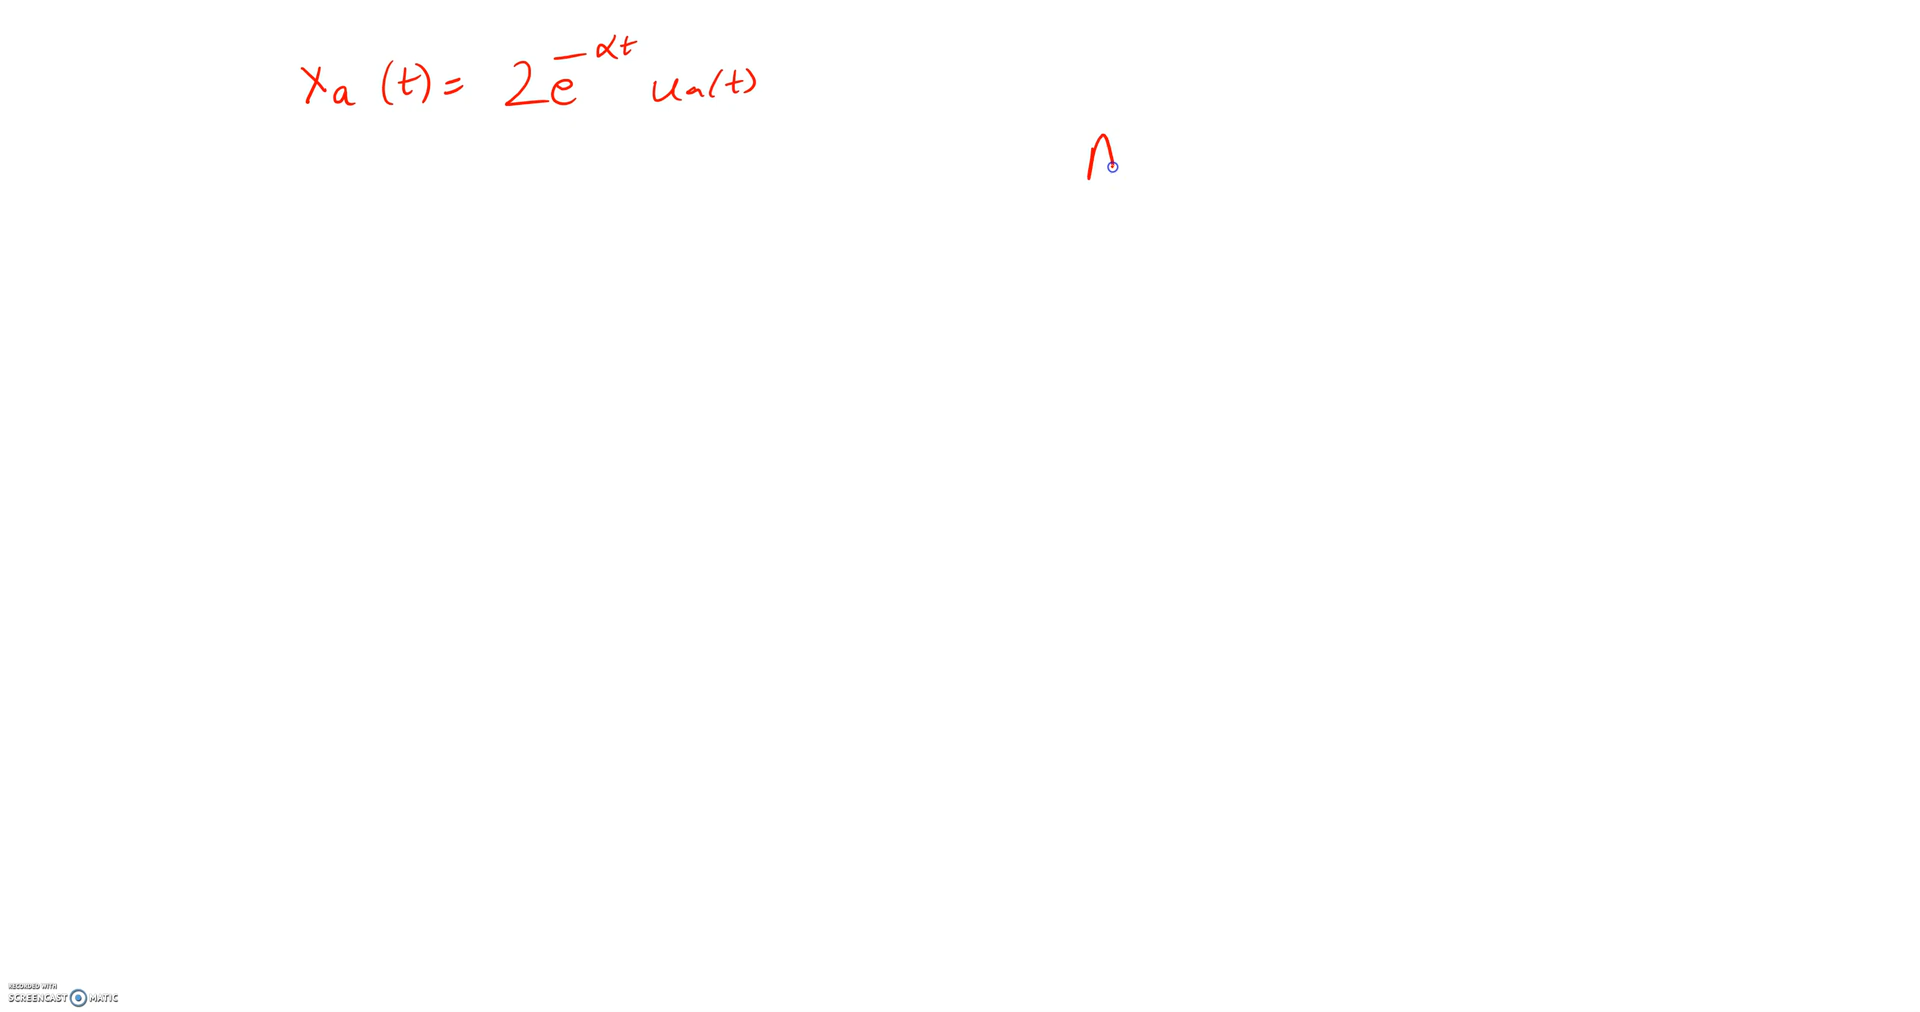 xₐ (t) = 2e^{-αt} uₐ(t)
RECORDED WITH
SCREENCAST MATIC